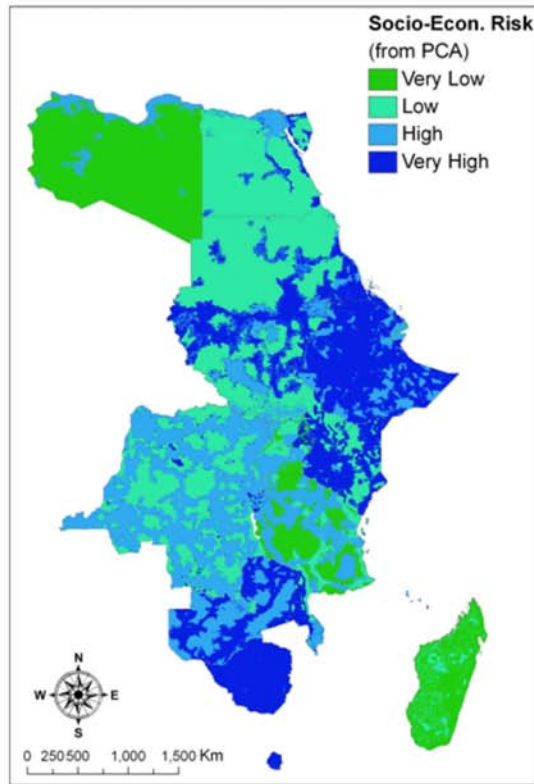 Socio-Econ. Risk
(from PCA)
Very Low
Low
High
Very High
N
W E
S
0 250 500 1,000 1,500 Km